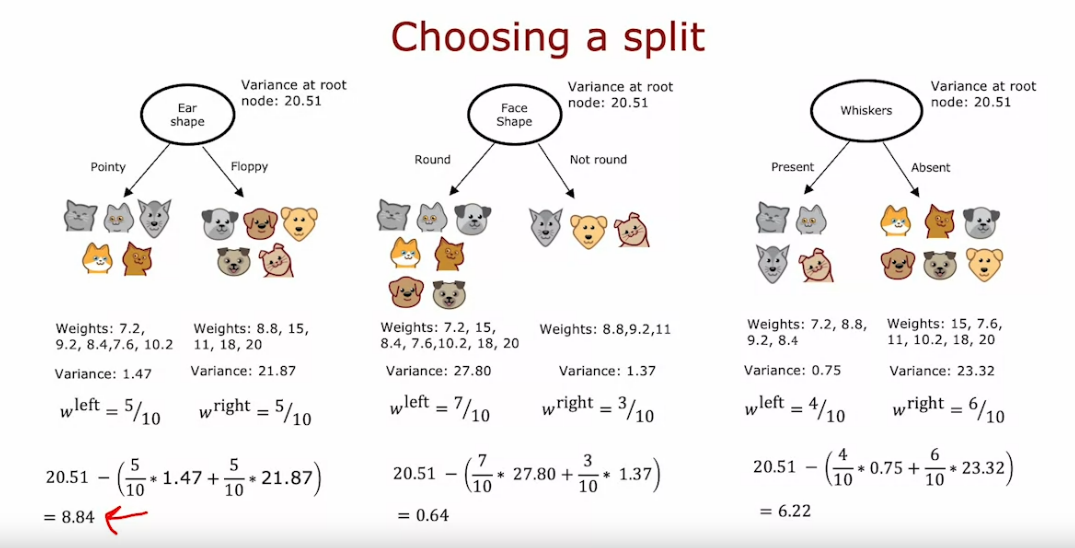 Choosing a split
Ear
shape
Variance at root
node: 20.51
Pointy
Floppy
Weights: 7.2,
9.2, 8.4,7.6, 10.2
Variance: 1.47
w^left = 5/10
Weights: 8.8, 15,
11, 18, 20
Variance: 21.87
w^right = 5/10
20.51 − (5/10 * 1.47 + 5/10 * 21.87)
= 8.84
Face
Shape
Variance at root
node: 20.51
Round
Not round
Weights: 7.2, 15,
8.4, 7.6,10.2, 18, 20
Variance: 27.80
w^left = 7/10
Weights: 8.8,9.2,11
Variance: 1.37
w^right = 3/10
20.51 − (7/10 * 27.80 + 3/10 * 1.37)
= 0.64
Whiskers
Variance at root
node: 20.51
Present
Absent
Weights: 7.2, 8.8,
9.2, 8.4
Variance: 0.75
w^left = 4/10
Weights: 15, 7.6,
11, 10.2, 18, 20
Variance: 23.32
w^right = 6/10
20.51 − (4/10 * 0.75 + 6/10 * 23.32)
= 6.22